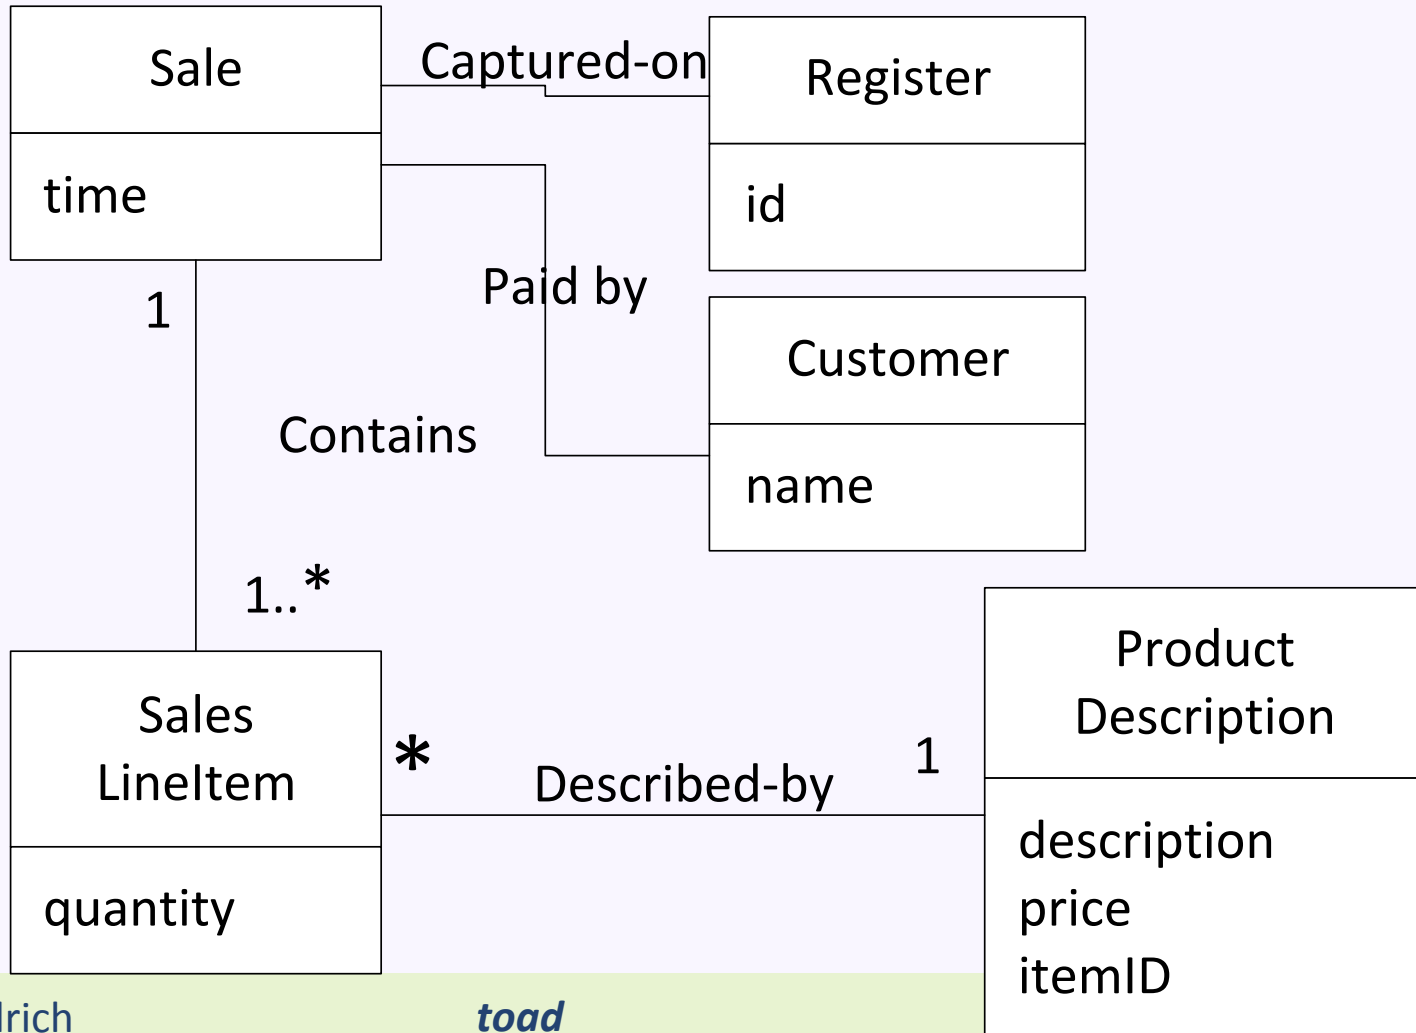 Sale
time
Captured-on
Register
id
Paid by
1
Customer
name
Contains
1..*
Sales
LineItem
quantity
*
Described-by
1
Product
Description
description
price
itemID
toad